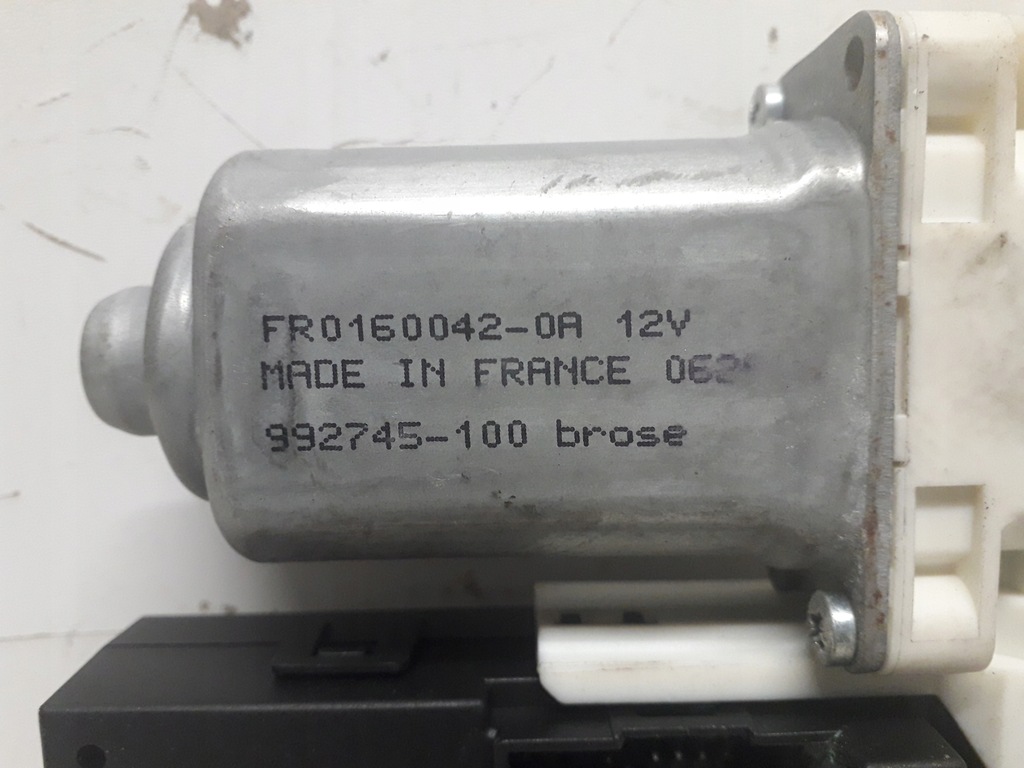 FR0160042-0A 12V
MADE IN FRANCE
992745-100 brose